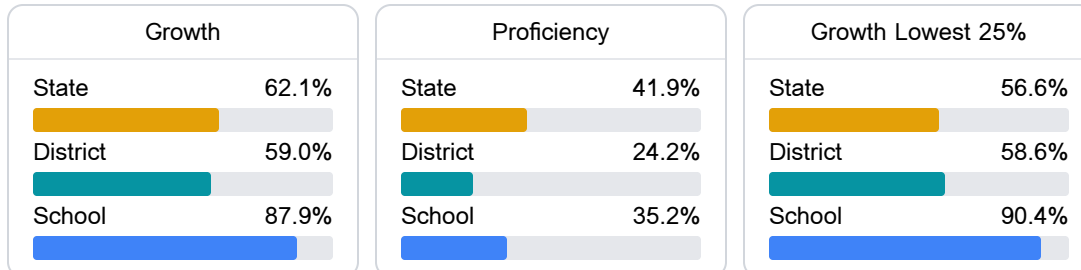 Growth
State 62.1%
District 59.0%
School 87.9%
Proficiency
State 41.9%
District 24.2%
School 35.2%
Growth Lowest 25%
State 56.6%
District 58.6%
School 90.4%